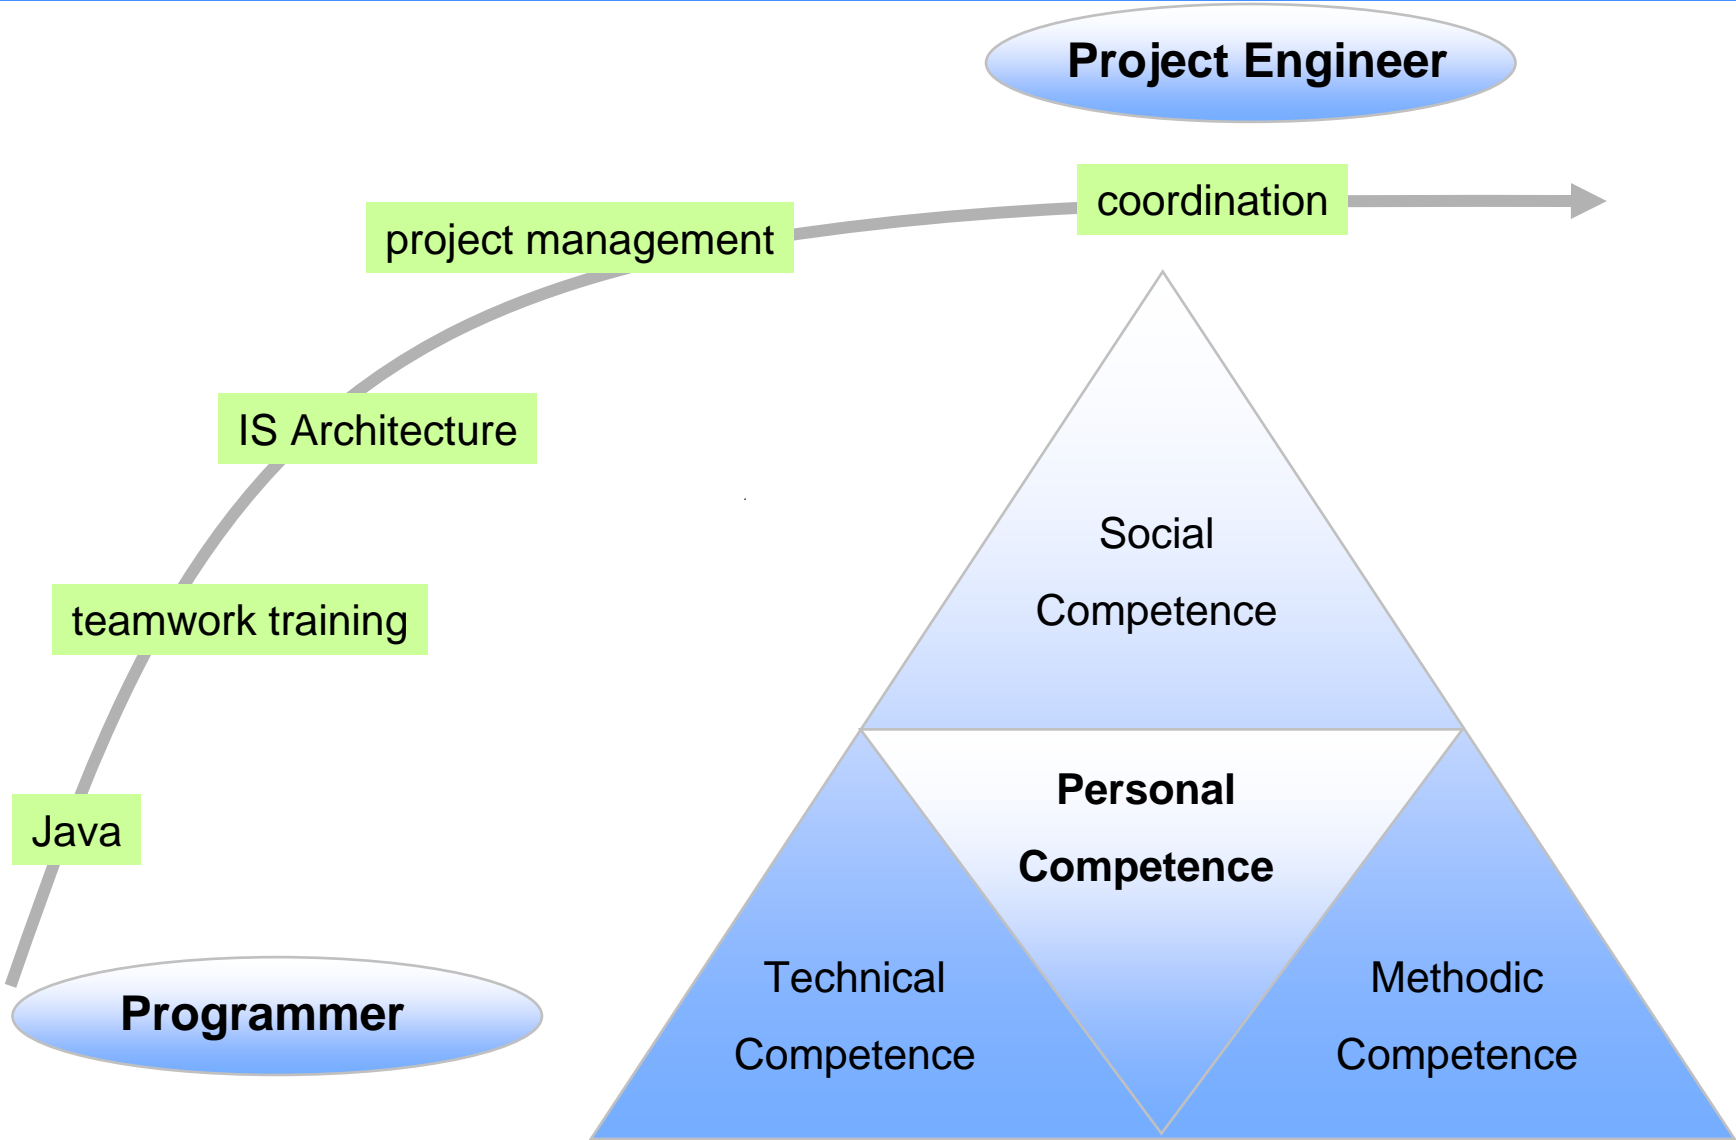 Project Engineer
coordination
project management
IS Architecture
teamwork training
Java
Programmer
Social
Competence
Personal
Competence
Technical
Competence
Methodic
Competence